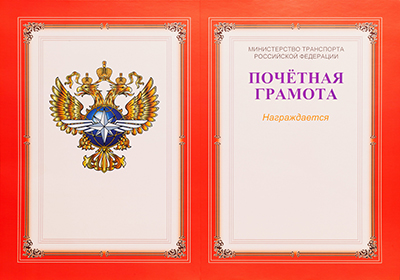 МИНИСТЕРСТВО ТРАНСПОРТА
РОССИЙСКОЙ ФЕДЕРАЦИИ
ПОЧЁТНАЯ
ГРАМОТА
Награждается